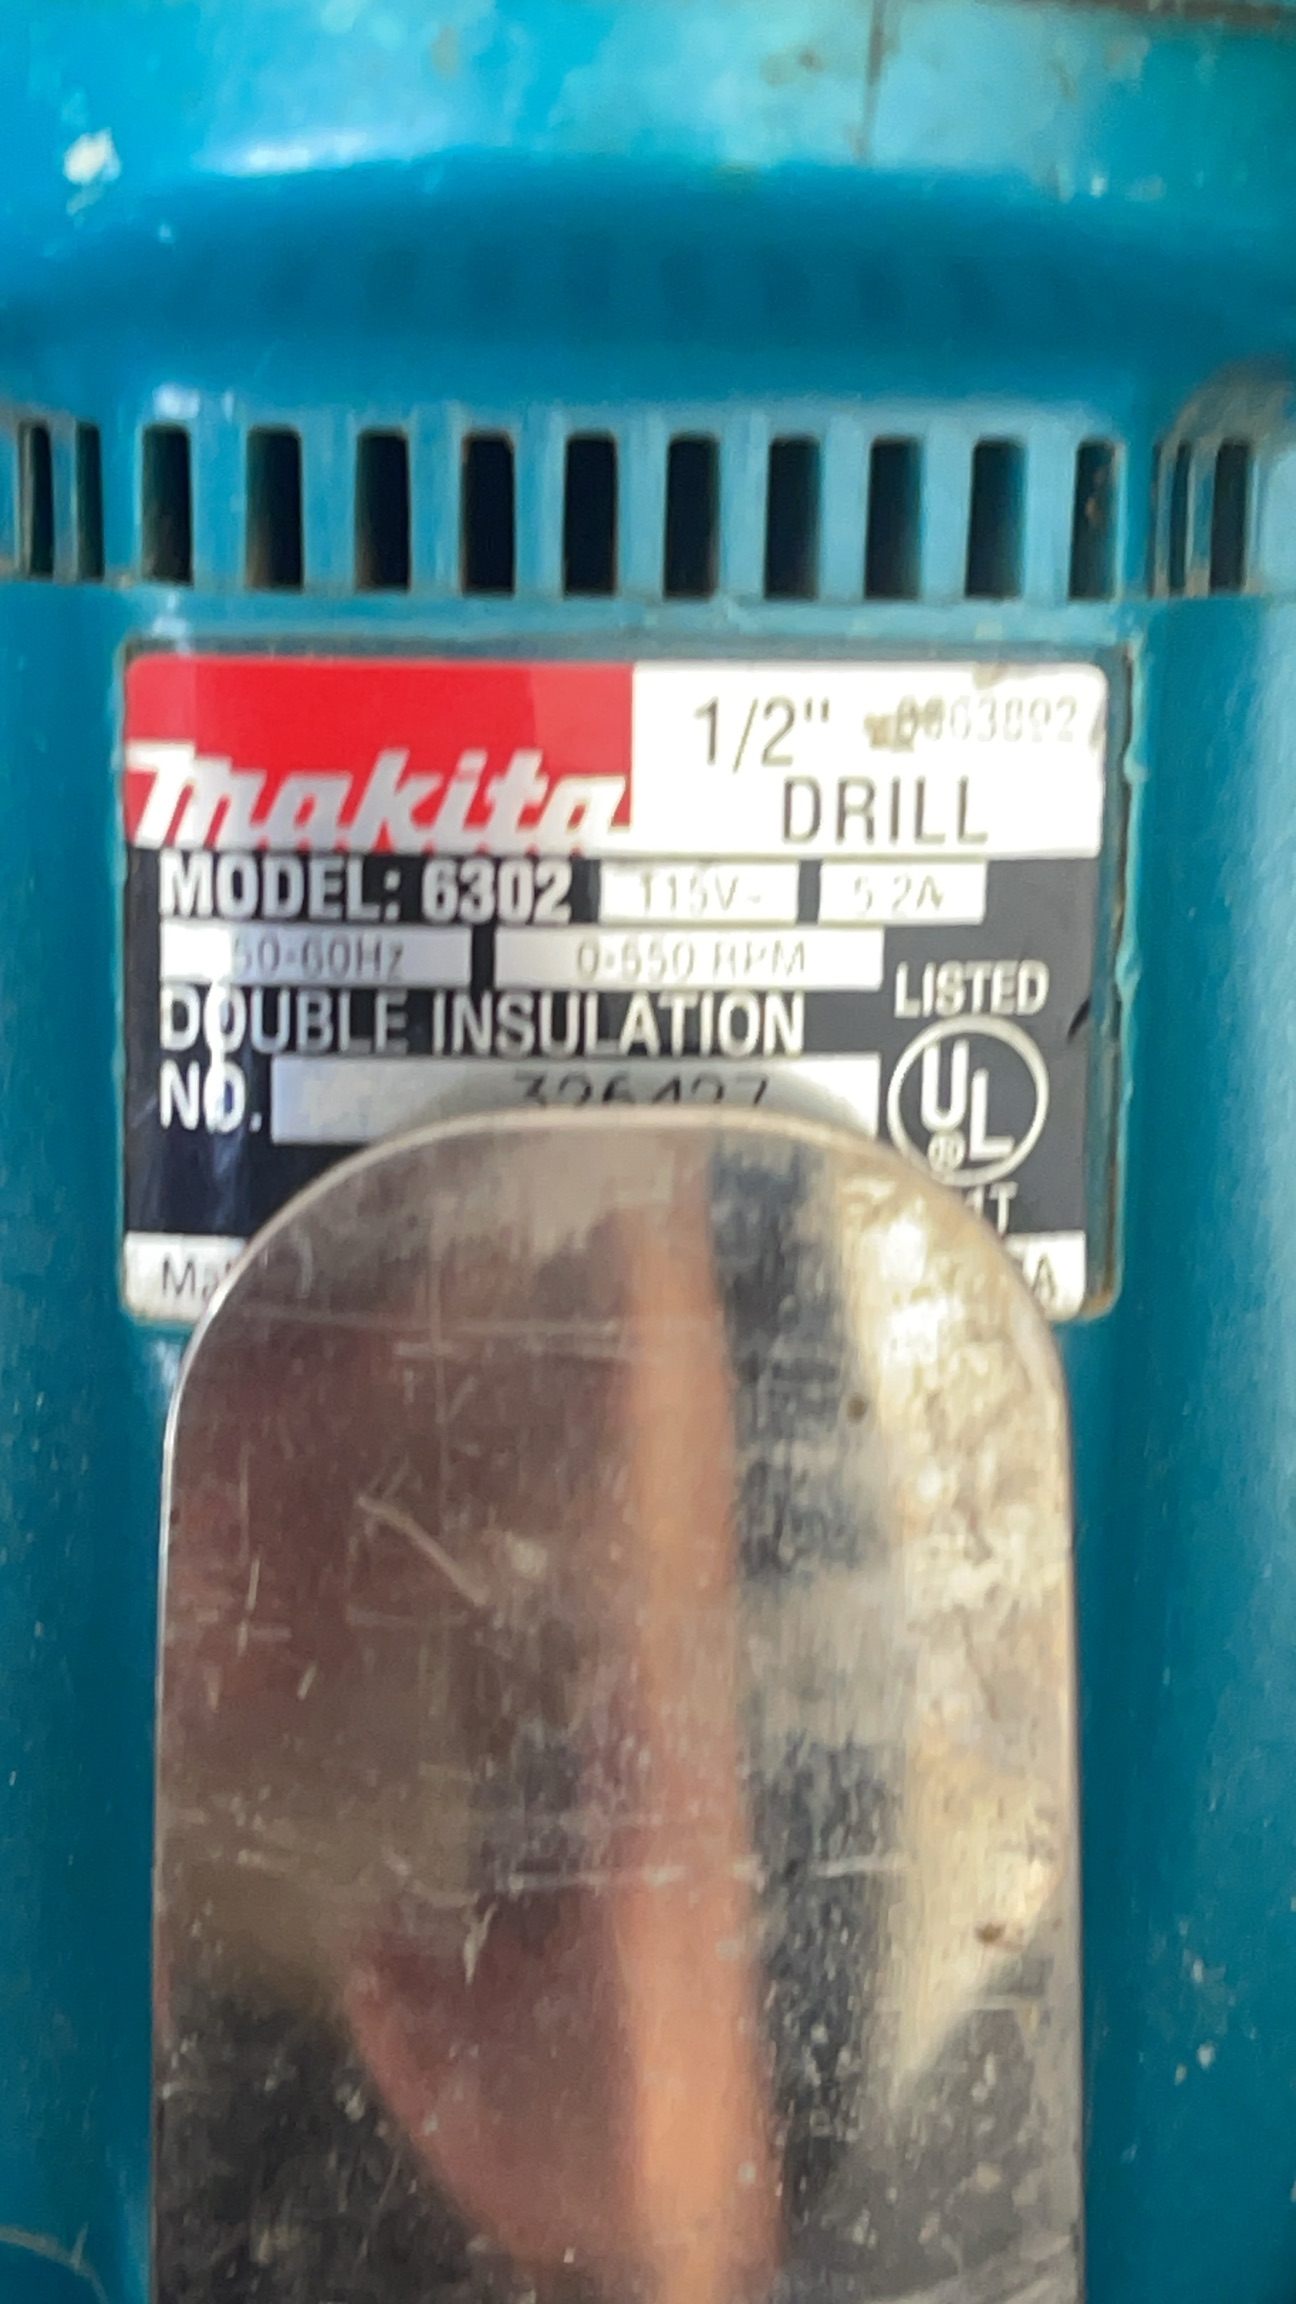 makita
1/2"
DRILL
MODEL: 6302 115V~ 5.2A
50-60Hz 0-550 RPM
DOUBLE INSULATION
LISTED
NO. 326427
UL